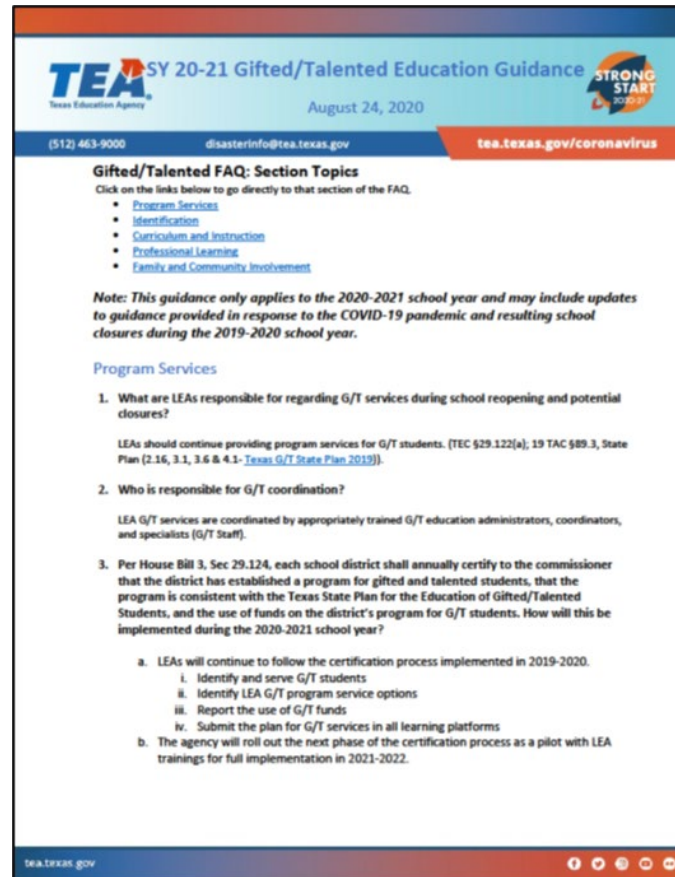 TEA SY 20-21 Gifted/Talented Education Guidance
Texas Education Agency
August 24, 2020
STRONG
START
2020-21
(512) 463-9000 disasterinfo@tea.texas.gov tea.texas.gov/coronavirus
Gifted/Talented FAQ: Section Topics
Click on the links below to go directly to that section of the FAQ.
▪ Program Services
▪ Identification
▪ Curriculum and Instruction
▪ Professional Learning
▪ Family and Community Involvement
Note: This guidance only applies to the 2020-2021 school year and may include updates
to guidance provided in response to the COVID-19 pandemic and resulting school
closures during the 2019-2020 school year.
Program Services
1. What are LEAs responsible for regarding G/T services during school reopening and potential
closures?
LEAs should continue providing program services for G/T students. (TEC §29.122(a); 19 TAC §89.3, State
Plan (2.16, 3.1, 3.6 & 4.1- Texas G/T State Plan 2019)).
2. Who is responsible for G/T coordination?
LEA G/T services are coordinated by appropriately trained G/T education administrators, coordinators,
and specialists (G/T Staff).
3. Per House Bill 3, Sec 29.124, each school district shall annually certify to the commissioner
that the district has established a program for gifted and talented students, that the
program is consistent with the Texas State Plan for the Education of Gifted/Talented
Students, and the use of funds on the district's program for G/T students. How will this be
implemented during the 2020-2021 school year?
a. LEAs will continue to follow the certification process implemented in 2019-2020.
i. Identify and serve G/T students
ii. Identify LEA G/T program service options
iii. Report the use of G/T funds
iv. Submit the plan for G/T services in all learning platforms
b. The agency will roll out the next phase of the certification process as a pilot with LEA
trainings for full implementation in 2021-2022.
tea.texas.gov